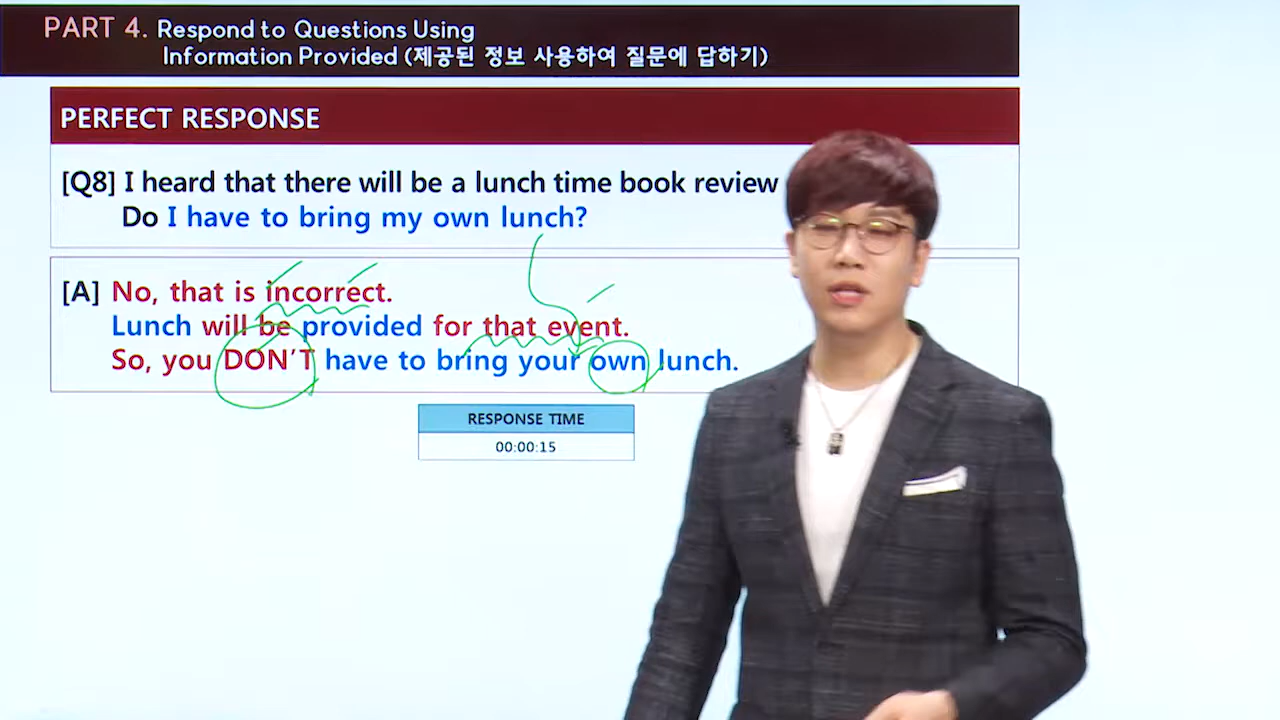 PART 4. Respond to Questions Using
Information Provided (제공된 정보 사용하여 질문에 답하기)
PERFECT RESPONSE
[Q8] I heard that there will be a lunch time book review
Do I have to bring my own lunch?
[A] No, that is incorrect.
Lunch will be provided for that event.
So, you DON'T have to bring your own lunch.
RESPONSE TIME
00:00:15